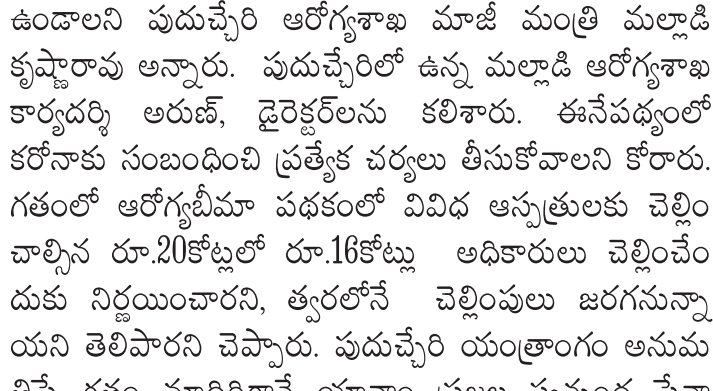 ఉండాలని పుదుచ్చేరి ఆరోగ్యశాఖ మాజీ మంత్రి మల్లాడి
కృష్ణారావు అన్నారు. పుదుచ్చేరిలో ఉన్న మల్లాడి ఆరోగ్యశాఖ
కార్యదర్శి అరుణ్, డైరెక్టర్‌లను కలిశారు. ఈనేపథ్యంలో
కరోనాకు సంబంధించి ప్రత్యేక చర్యలు తీసుకోవాలని కోరారు.
గతంలో ఆరోగ్యబీమా పథకంలో వివిధ ఆస్పత్రులకు చెల్లిం
చాల్సిన రూ.20కోట్లలో రూ.16కోట్లు అధికారులు చెల్లించేం
దుకు నిర్ణయించారని, త్వరలోనే చెల్లింపులు జరగనున్నా
యని తెలిపారని చెప్పారు. పుదుచ్చేరి యంత్రాంగం అనుమ